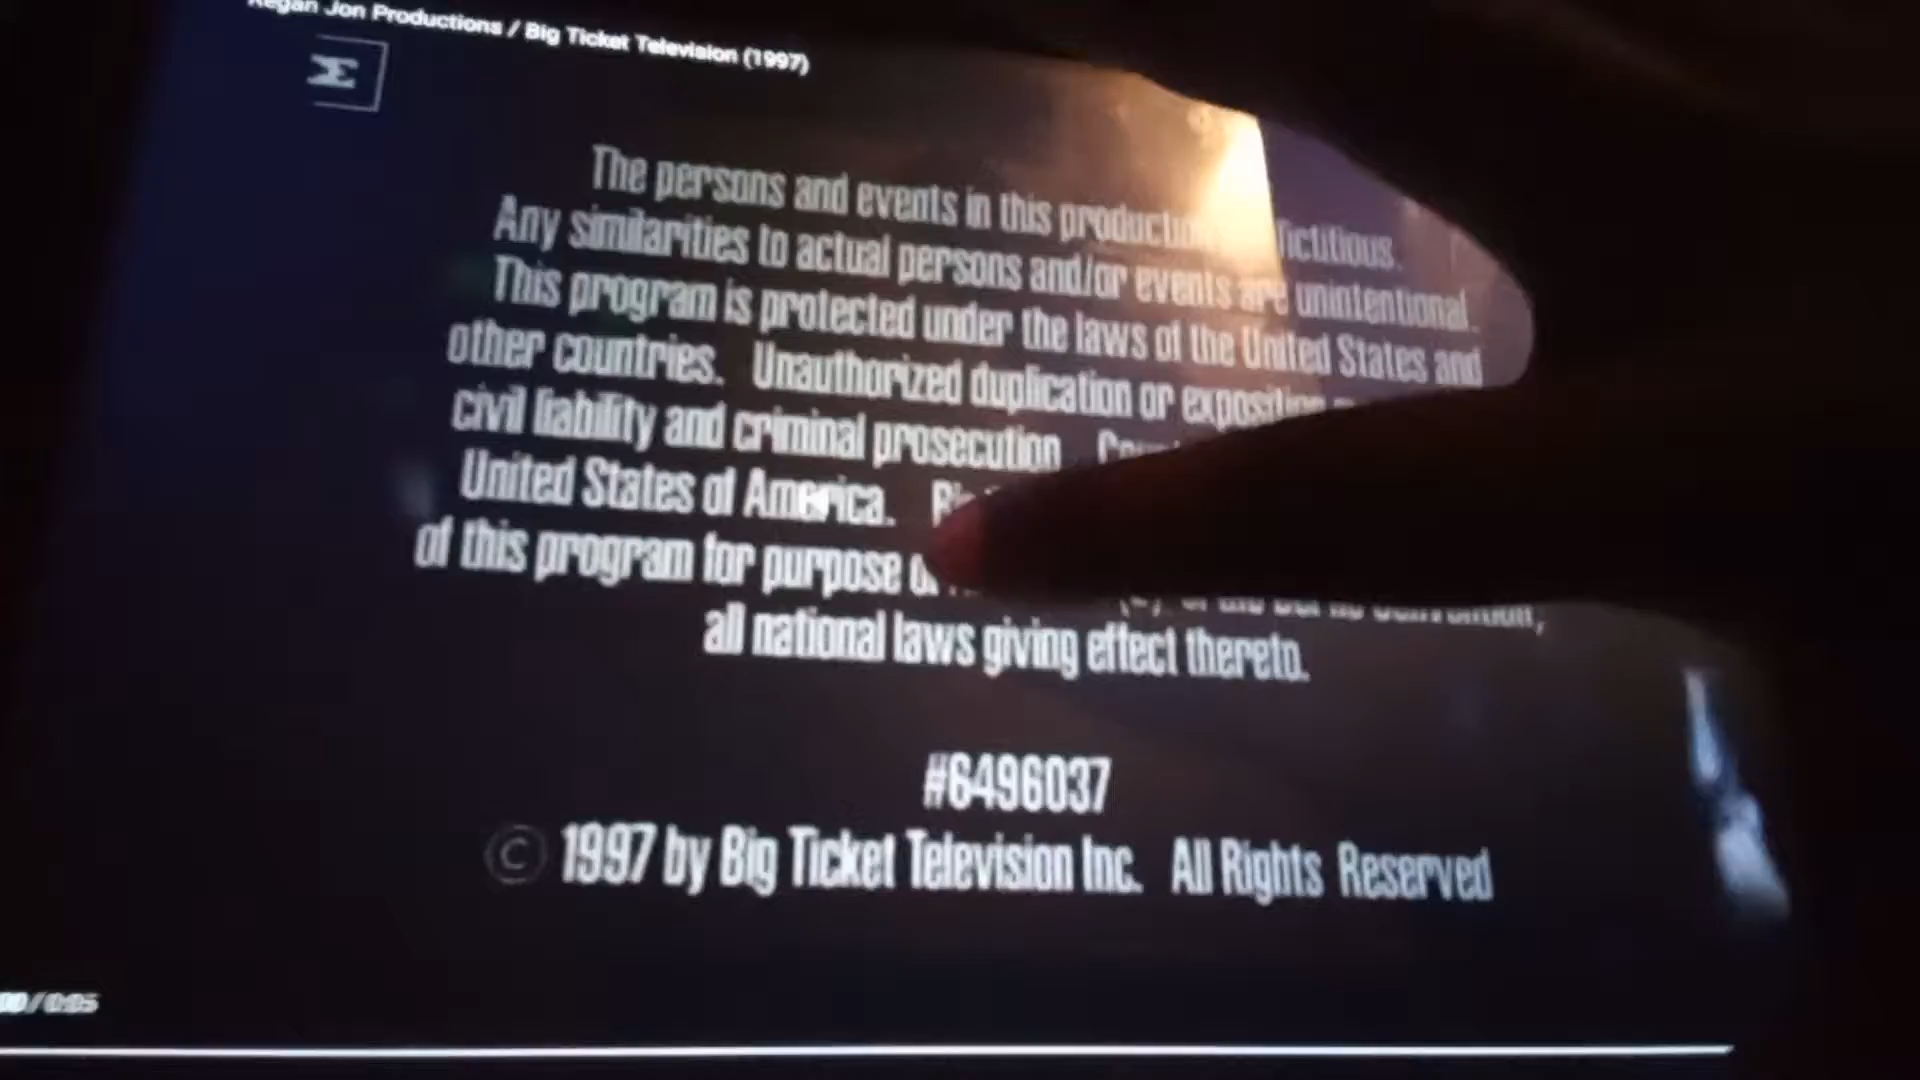 Regan Jon Productions / Big Ticket Television (1997)
The persons and events in this fictitious.
Any similarities to actual persons and/or events are unintentional.
This program is protected under the laws of the United States and
other countries. Unauthorized duplication or
civil liability and criminal prosecution
United States of America.
of this program for purpose
all national laws giving effect thereto.
#6496037
© 1997 by Big Ticket Television Inc. All Rights Reserved
/ 0:05